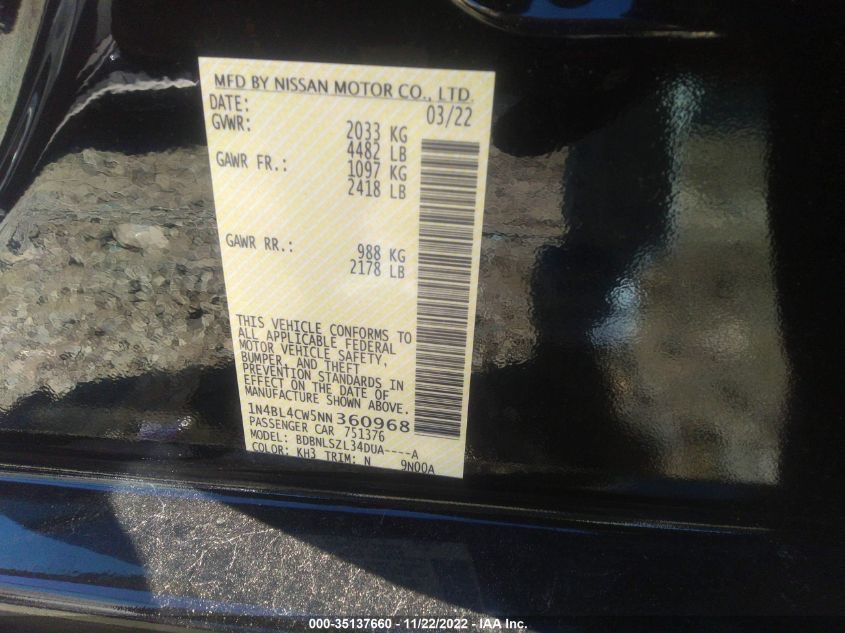 MFD BY NISSAN MOTOR CO., LTD.
DATE: 03/22
GVWR: 2033 KG
4482 LB
GAWR FR.: 1097 KG
2418 LB
GAWR RR.: 988 KG
2178 LB
THIS VEHICLE CONFORMS TO
ALL APPLICABLE FEDERAL
MOTOR VEHICLE SAFETY,
BUMPER, AND THEFT
PREVENTION STANDARDS IN
EFFECT ON THE DATE OF
MANUFACTURE SHOWN ABOVE.
1N4BL4CW5NN360968
PASSENGER CAR 751376
MODEL: BDBNLSZL34DUA----A
COLOR: KH3 TRIM: N 9N00A
000-35137660 - 11/22/2022 - IAA Inc.